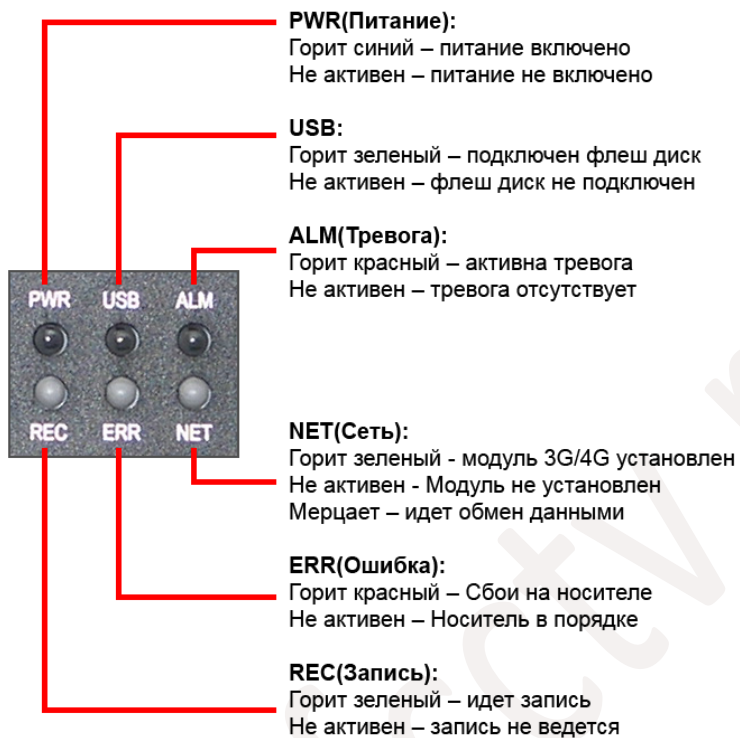 PWR(Питание):
Горит синий – питание включено
Не активен – питание не включено
USB:
Горит зеленый – подключен флеш диск
Не активен – флеш диск не подключен
ALM(Тревога):
Горит красный – активна тревога
Не активен – тревога отсутствует
PWR USB ALM
REC ERR NET
NET(Сеть):
Горит зеленый - модуль 3G/4G установлен
Не активен - Модуль не установлен
Мерцает – идет обмен данными
ERR(Ошибка):
Горит красный – Сбои на носителе
Не активен – Носитель в порядке
REC(Запись):
Горит зеленый – идет запись
Не активен – запись не ведется